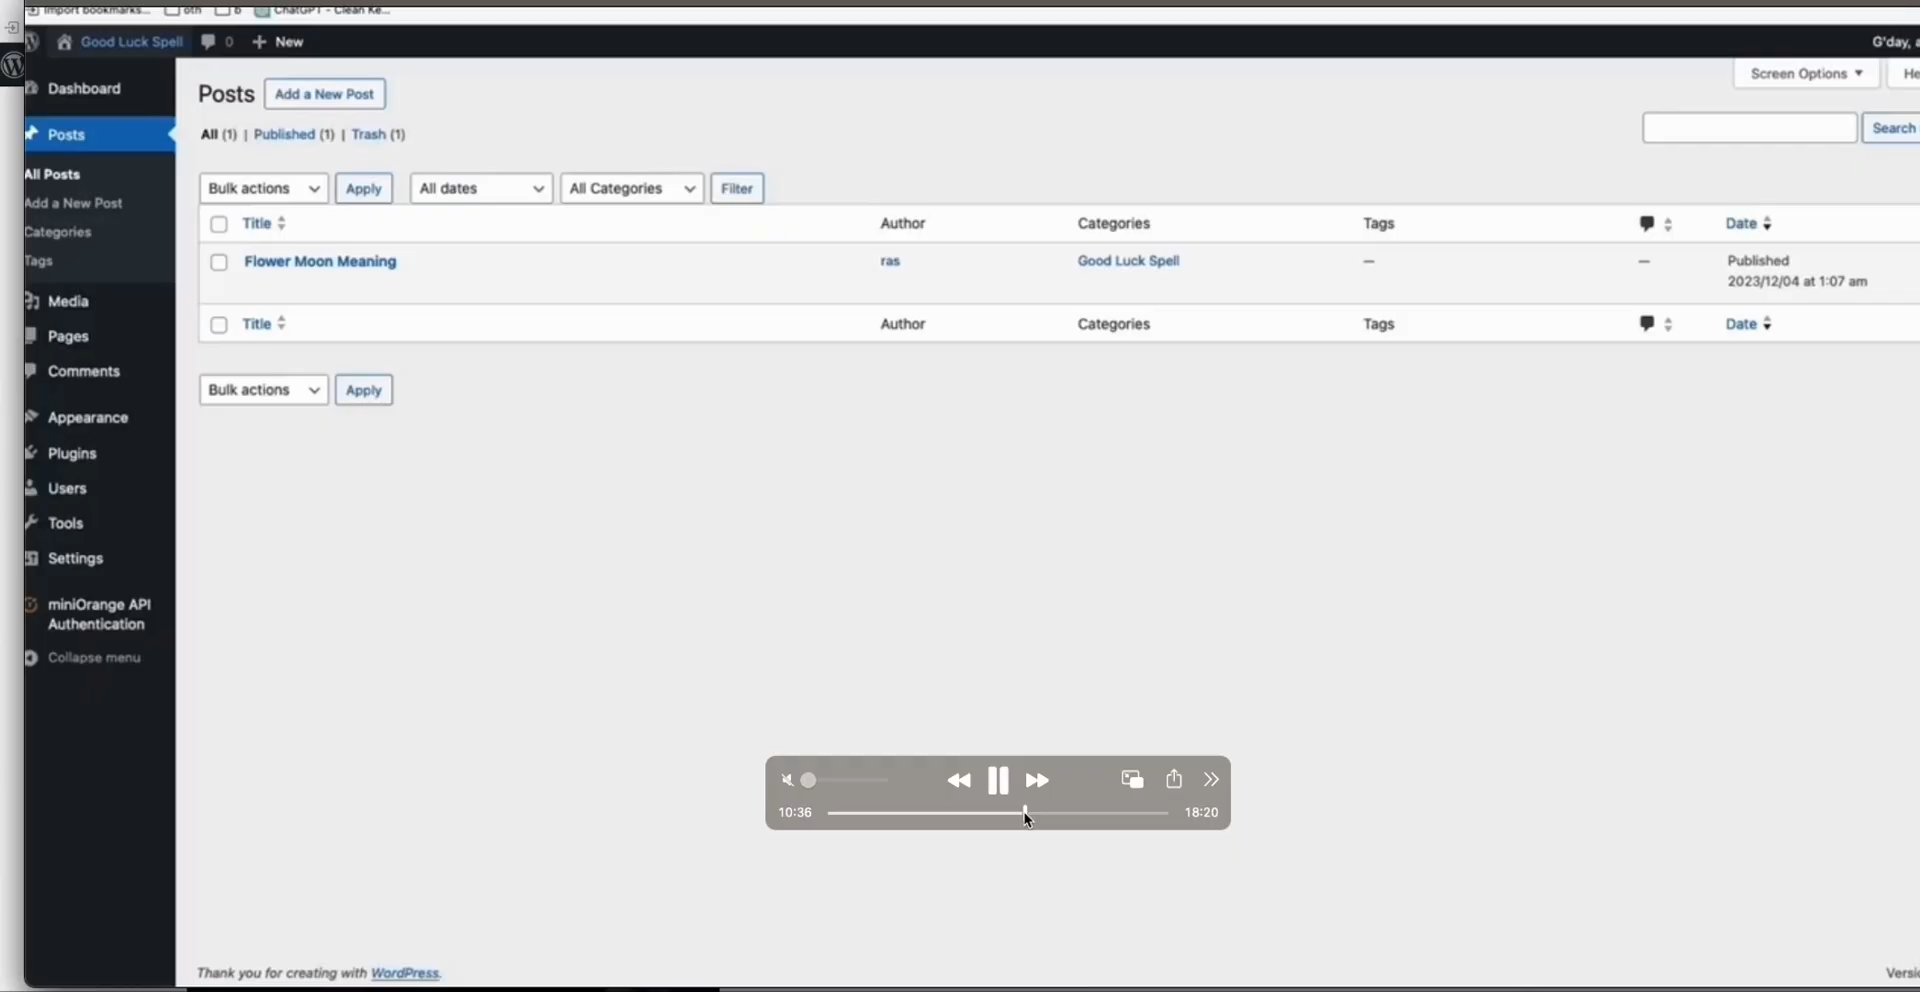 Import bookmarks... oth b ChatGPT - Clean Ke...
Good Luck Spell 0 + New G'day, a
Dashboard
Posts Add a New Post Screen Options He
Posts
All (1) | Published (1) | Trash (1) Search
All Posts
Bulk actions Apply All dates All Categories Filter
Add a New Post
Title Author Categories Tags Date
Categories
Tags
Flower Moon Meaning ras Good Luck Spell — — Published
2023/12/04 at 1:07 am
Media
Title Author Categories Tags Date
Pages
Comments
Bulk actions Apply
Appearance
Plugins
Users
Tools
Settings
miniOrange API
Authentication
Collapse menu
10:36 18:20
Thank you for creating with WordPress. Versio